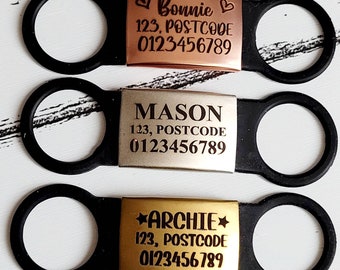 Bonnie
123, POSTCODE
0123456789
MASON
123, POSTCODE
0123456789
ARCHIE
123, POSTCODE
0123456789